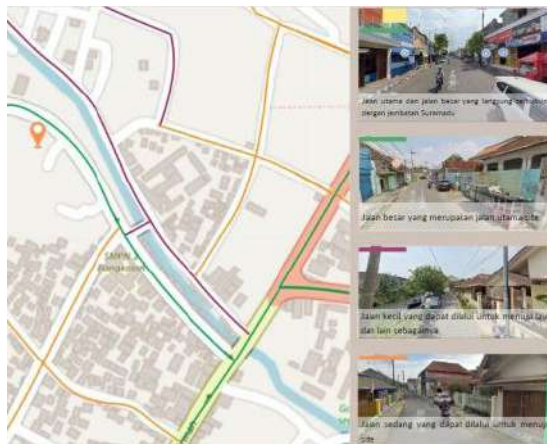 SMPN 2
Jalan utama dan jalan besar yang langsung
dengan jembatan Suramadu
Jalan besar yang merupakan jalan utama site
Jalan kecil yang dapat dilalui untuk menuju
dan lain sebagainya
Jalan sedang yang dapat dilalui untuk menuju
site